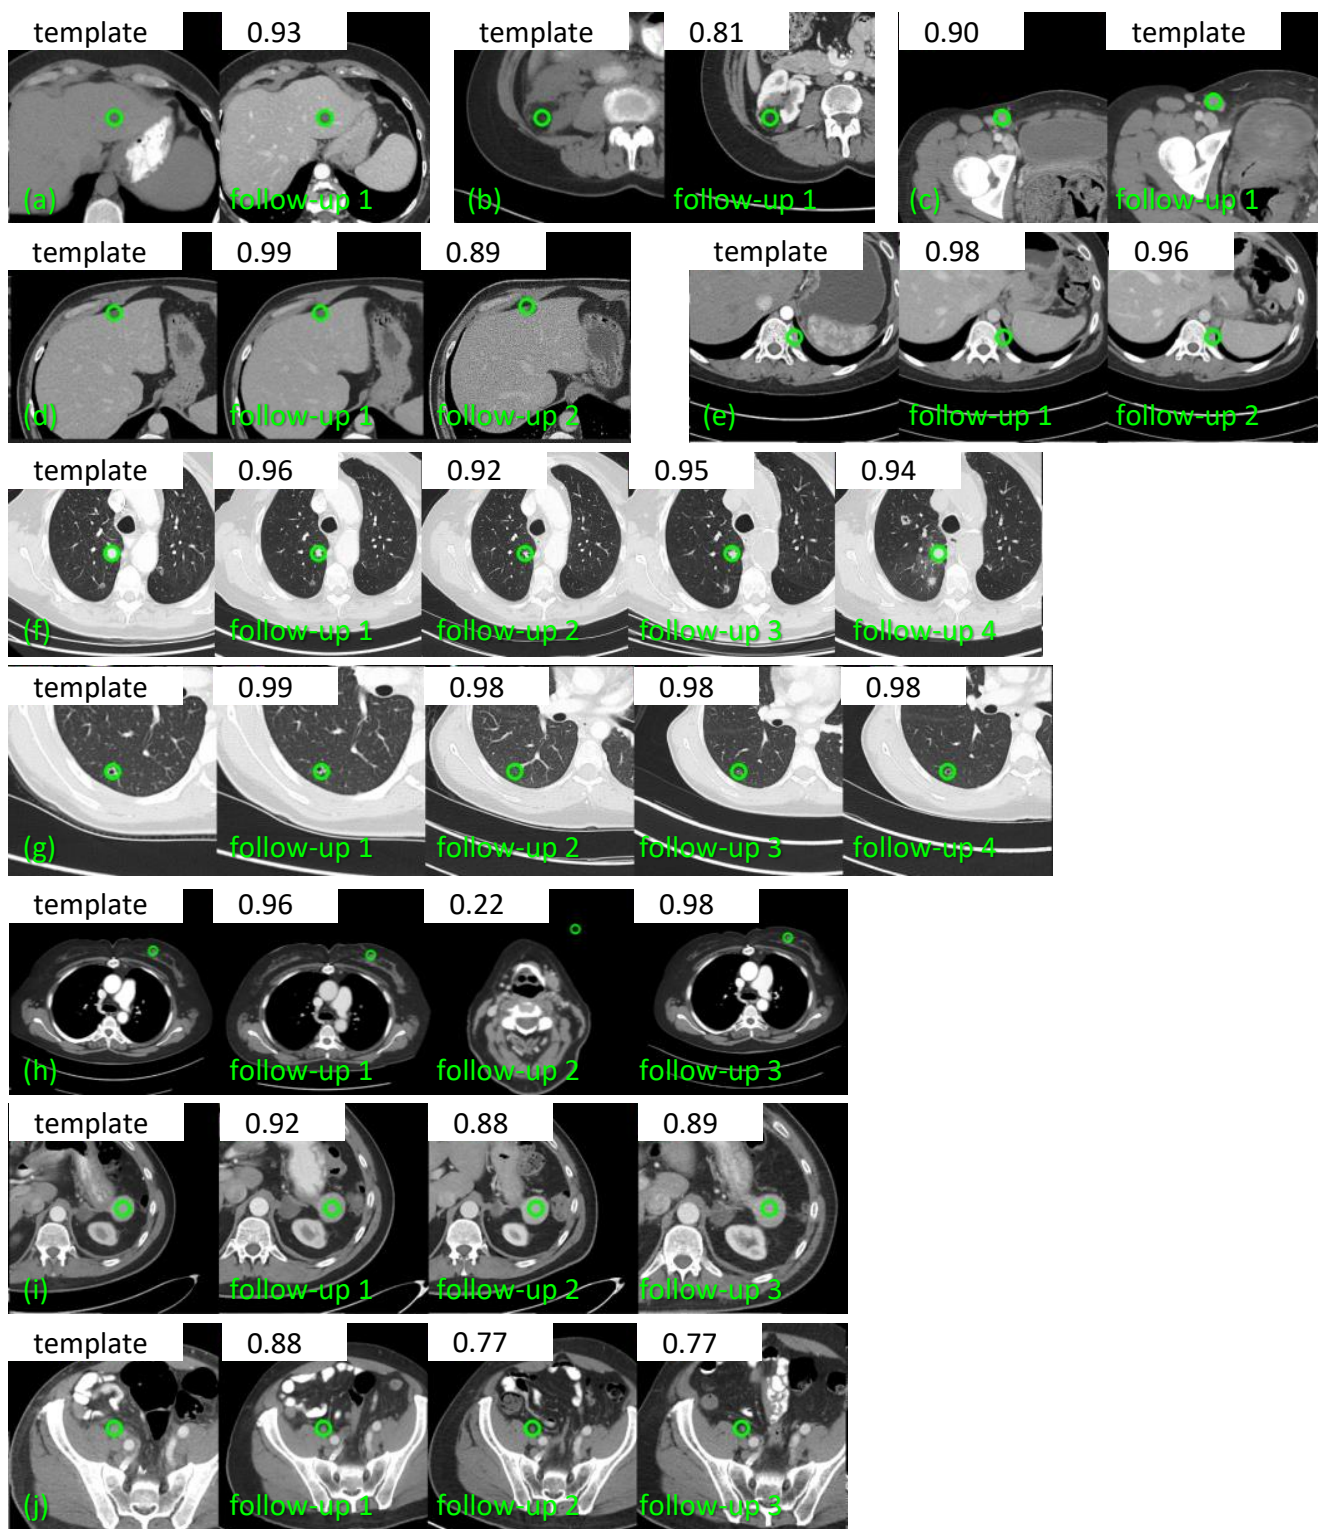 template 0.93 template 0.81 0.90 template
(a) follow-up 1 (b) follow-up 1 (c) follow-up 1
template 0.99 0.89 template 0.98 0.96
(d) follow-up 1 follow-up 2 (e) follow-up 1 follow-up 2
template 0.96 0.92 0.95 0.94
(f) follow-up 1 follow-up 2 follow-up 3 follow-up 4
template 0.99 0.98 0.98 0.98
(g) follow-up 1 follow-up 2 follow-up 3 follow-up 4
template 0.96 0.22 0.98
(h) follow-up 1 follow-up 2 follow-up 3
template 0.92 0.88 0.89
(i) follow-up 1 follow-up 2 follow-up 3
template 0.88 0.77 0.77
(j) follow-up 1 follow-up 2 follow-up 3